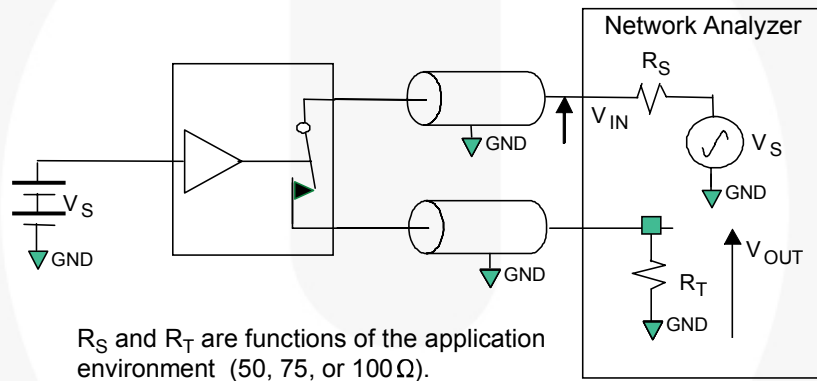 Network Analyzer
R_S
V_IN
GND
V_S
GND
V_S
GND
GND
V_OUT
R_T
GND
R_S and R_T are functions of the application
environment (50, 75, or 100Ω).